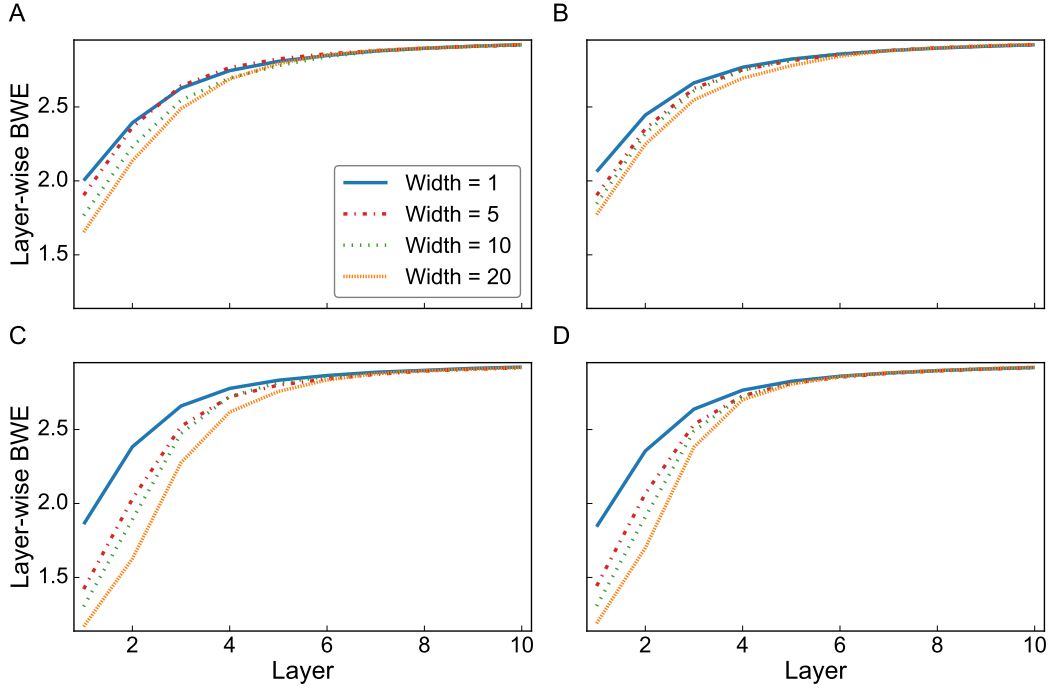 A
B
Layer-wise BWE
2.5
2.0
1.5
Width = 1
Width = 5
Width = 10
Width = 20
C
D
Layer-wise BWE
2.5
2.0
1.5
2 4 6 8 10
2 4 6 8 10
Layer
Layer